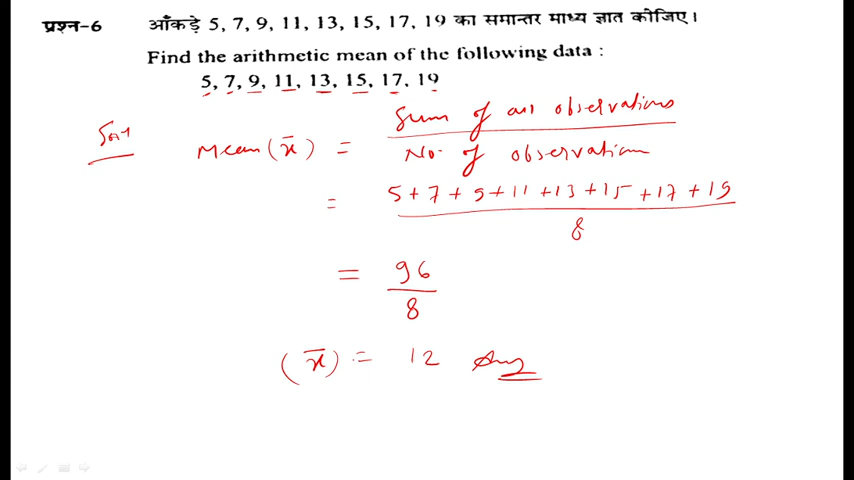 प्रश्न-6 आँकड़े 5, 7, 9, 11, 13, 15, 17, 19 का समान्तर माध्य ज्ञात कीजिए।
Find the arithmetic mean of the following data :
5, 7, 9, 11, 13, 15, 17, 19
Soln
Mean (x̄) = Sum of all observations
No. of observation
= 5+7+9+11+13+15+17+19
8
= 96
8
(x̄) = 12 Ans